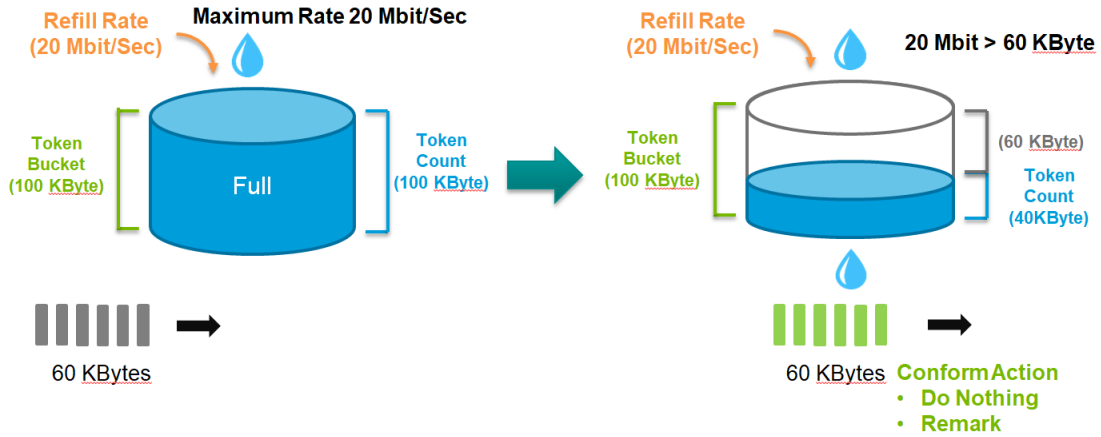 Refill Rate
(20 Mbit/Sec)
Maximum Rate 20 Mbit/Sec
Token
Bucket
(100 KByte)
Full
Token
Count
(100 KByte)
60 KBytes
Refill Rate
(20 Mbit/Sec)
20 Mbit > 60 KByte
Token
Bucket
(100 KByte)
(60 KByte)
Token
Count
(40KByte)
60 KBytes
Conform Action
• Do Nothing
• Remark